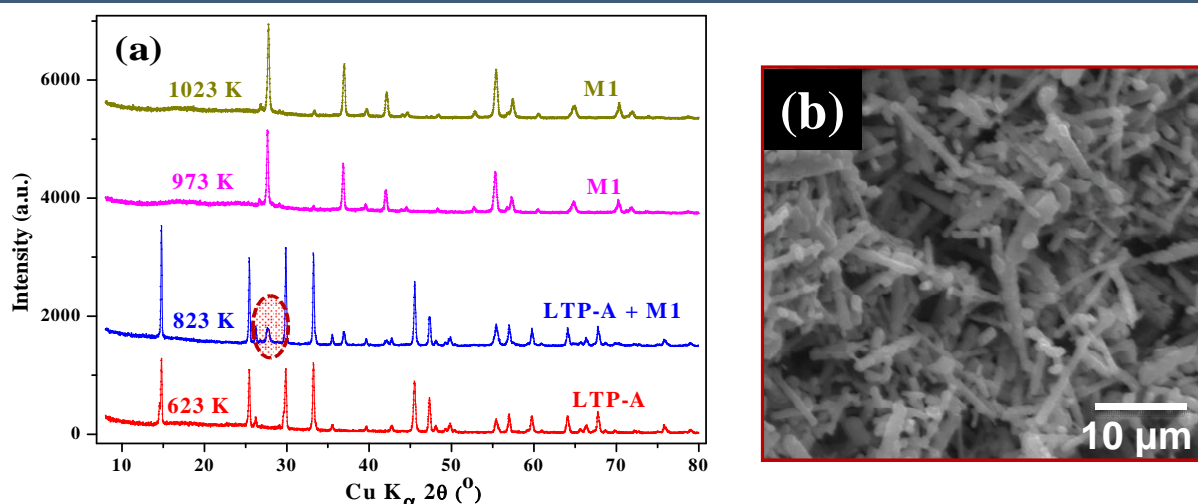 (a)
1023 K
M1
973 K
M1
823 K
LTP-A + M1
623 K
LTP-A
6000
4000
2000
0
Intensity (a.u.)
10 20 30 40 50 60 70 80
Cu Kα 2θ (°)
(b)
10 µm